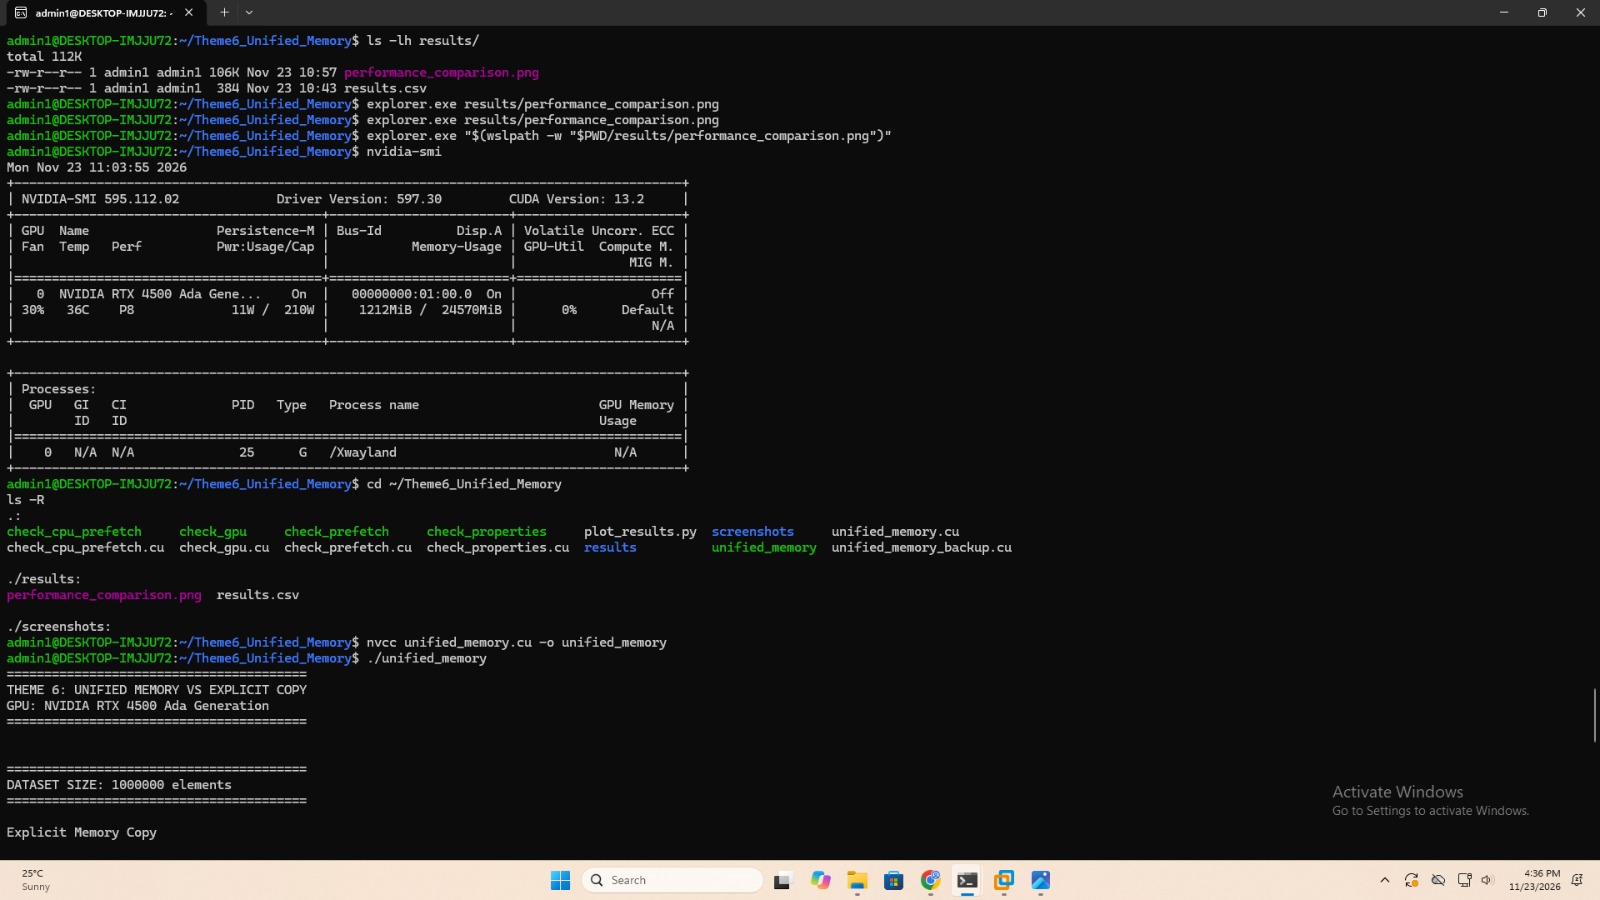 admin1@DESKTOP-IMJJU72: ~
admin1@DESKTOP-IMJJU72:~/Theme6_Unified_Memory$ ls -lh results/
total 112K
-rw-r--r-- 1 admin1 admin1 106K Nov 23 10:57 performance_comparison.png
-rw-r--r-- 1 admin1 admin1  384 Nov 23 10:43 results.csv
admin1@DESKTOP-IMJJU72:~/Theme6_Unified_Memory$ explorer.exe results/performance_comparison.png
admin1@DESKTOP-IMJJU72:~/Theme6_Unified_Memory$ explorer.exe results/performance_comparison.png
admin1@DESKTOP-IMJJU72:~/Theme6_Unified_Memory$ explorer.exe "$(wslpath -w "$PWD/results/performance_comparison.png")"
admin1@DESKTOP-IMJJU72:~/Theme6_Unified_Memory$ nvidia-smi
Mon Nov 23 11:03:55 2026
+-----------------------------------------------------------------------------------------+
| NVIDIA-SMI 595.112.02             Driver Version: 597.30         CUDA Version: 13.2     |
+-----------------------------------------+------------------------+----------------------+
| GPU  Name                 Persistence-M | Bus-Id          Disp.A | Volatile Uncorr. ECC |
| Fan  Temp   Perf          Pwr:Usage/Cap |           Memory-Usage | GPU-Util  Compute M. |
|                                         |                        |               MIG M. |
|=========================================+========================+======================|
|   0  NVIDIA RTX 4500 Ada Gene...    On  |   00000000:01:00.0  On |                  Off |
| 30%   36C    P8             11W /  210W |    1212MiB /  24570MiB |      0%      Default |
|                                         |                        |                  N/A |
+-----------------------------------------+------------------------+----------------------+
+-----------------------------------------------------------------------------------------+
| Processes:                                                                              |
|  GPU   GI   CI              PID   Type   Process name                        GPU Memory |
|        ID   ID                                                               Usage      |
|=========================================================================================|
|    0   N/A  N/A              25      G   /Xwayland                             N/A      |
+-----------------------------------------------------------------------------------------+
admin1@DESKTOP-IMJJU72:~/Theme6_Unified_Memory$ cd ~/Theme6_Unified_Memory
ls -R
.:
check_cpu_prefetch     check_gpu     check_prefetch     check_properties     plot_results.py  screenshots     unified_memory.cu
check_cpu_prefetch.cu  check_gpu.cu  check_prefetch.cu  check_properties.cu  results          unified_memory  unified_memory_backup.cu
./results:
performance_comparison.png  results.csv
./screenshots:
admin1@DESKTOP-IMJJU72:~/Theme6_Unified_Memory$ nvcc unified_memory.cu -o unified_memory
admin1@DESKTOP-IMJJU72:~/Theme6_Unified_Memory$ ./unified_memory
========================================
THEME 6: UNIFIED MEMORY VS EXPLICIT COPY
GPU: NVIDIA RTX 4500 Ada Generation
========================================
========================================
DATASET SIZE: 1000000 elements
========================================
Explicit Memory Copy
Activate Windows
Go to Settings to activate Windows.
25°C
Sunny
Search
4:36 PM
11/23/2026